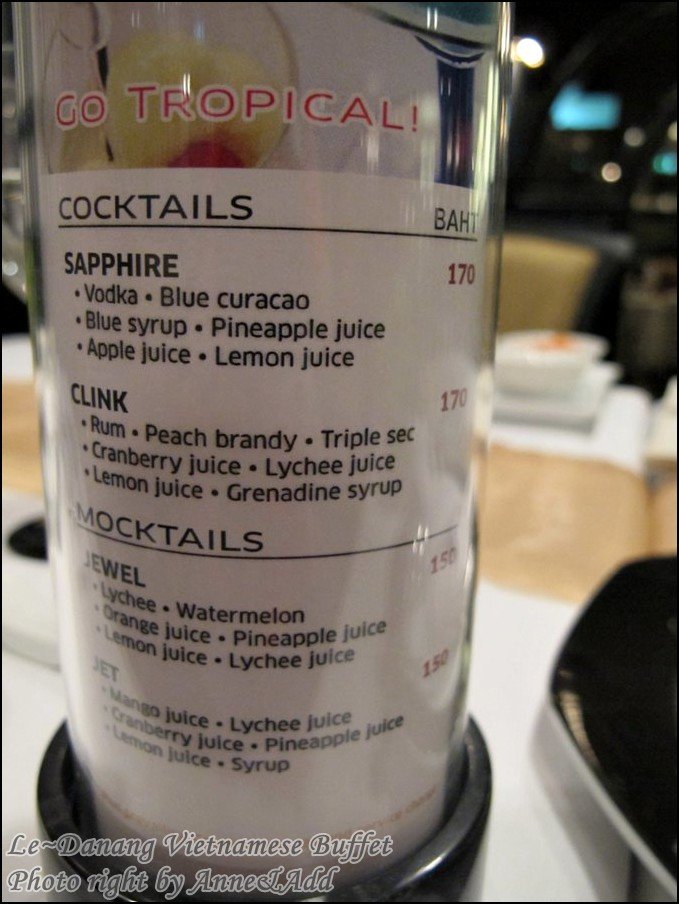 GO TROPICAL!
COCKTAILS BAHT
SAPPHIRE 170
• Vodka • Blue curacao
• Blue syrup • Pineapple juice
• Apple juice • Lemon juice
CLINK 170
• Rum • Peach brandy • Triple sec
• Cranberry juice • Lychee juice
• Lemon juice • Grenadine syrup
MOCKTAILS
JEWEL 150
• Lychee • Watermelon
• Orange juice • Pineapple juice
• Lemon juice • Lychee juice
JET 150
• Mango juice • Lychee juice
• Cranberry juice • Pineapple juice
• Lemon juice • Syrup
Le~Danang Vietnamese Buffet
Photo right by Anne&Add